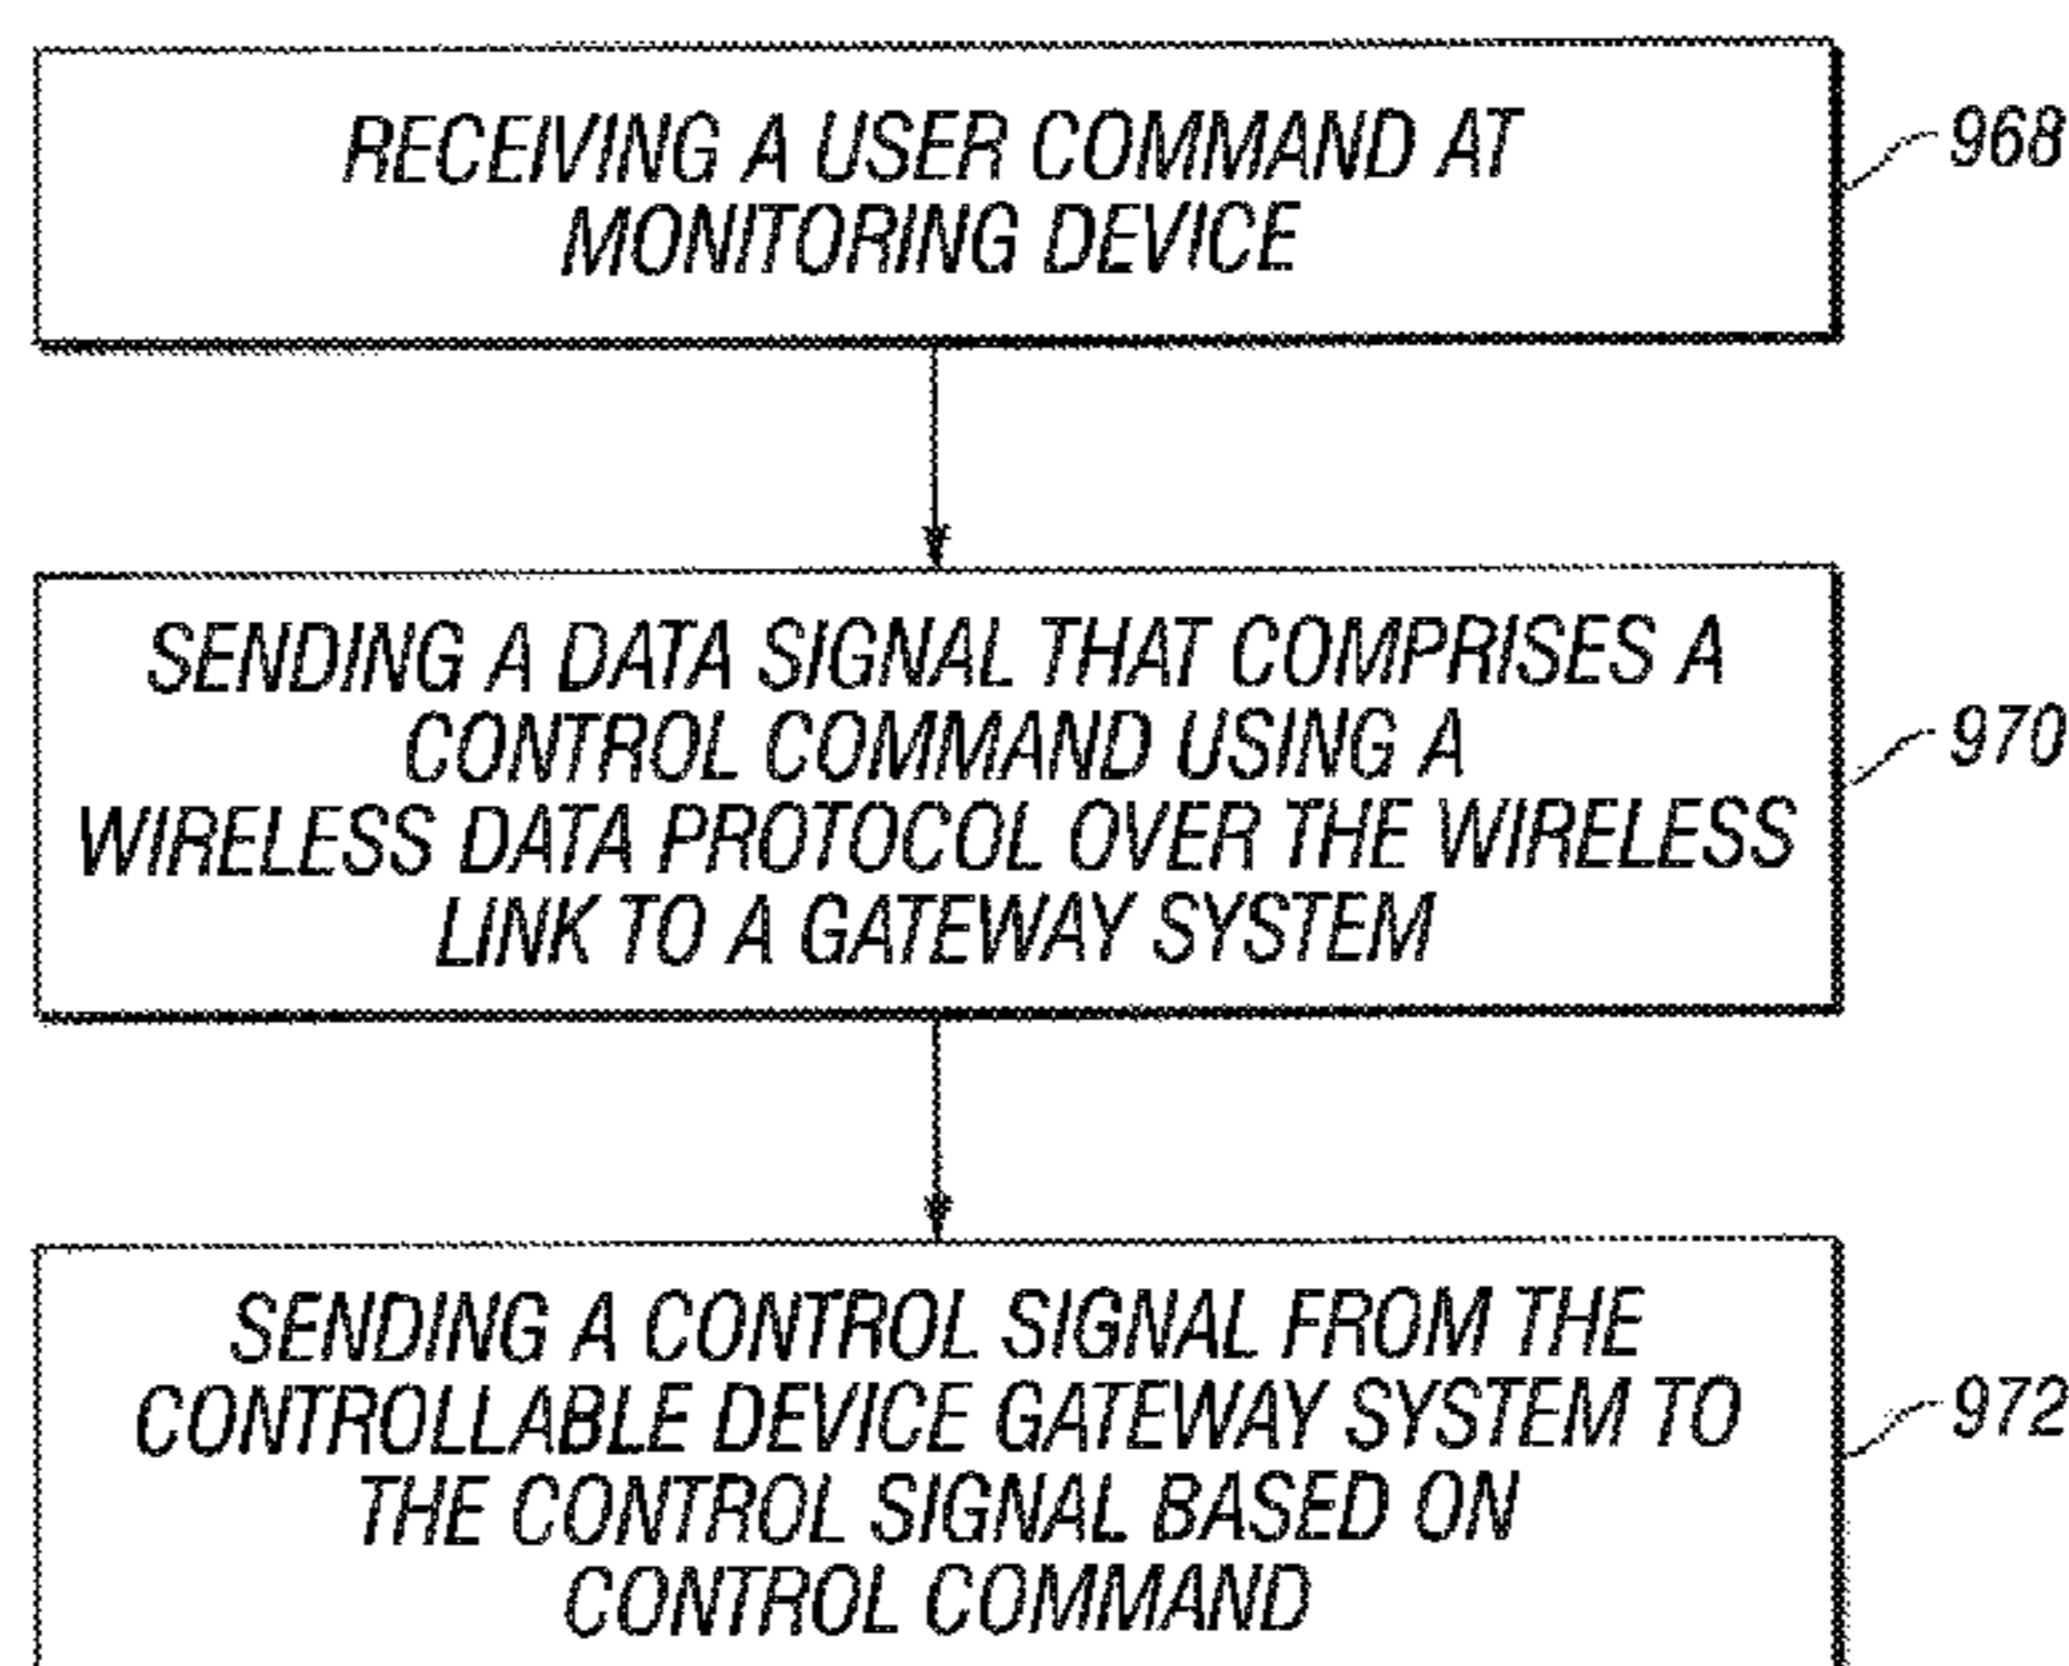 RECEIVING A USER COMMAND AT
MONITORING DEVICE
968
SENDING A DATA SIGNAL THAT COMPRISES A
CONTROL COMMAND USING A
WIRELESS DATA PROTOCOL OVER THE WIRELESS
LINK TO A GATEWAY SYSTEM
970
SENDING A CONTROL SIGNAL FROM THE
CONTROLLABLE DEVICE GATEWAY SYSTEM TO
THE CONTROL SIGNAL BASED ON
CONTROL COMMAND
972